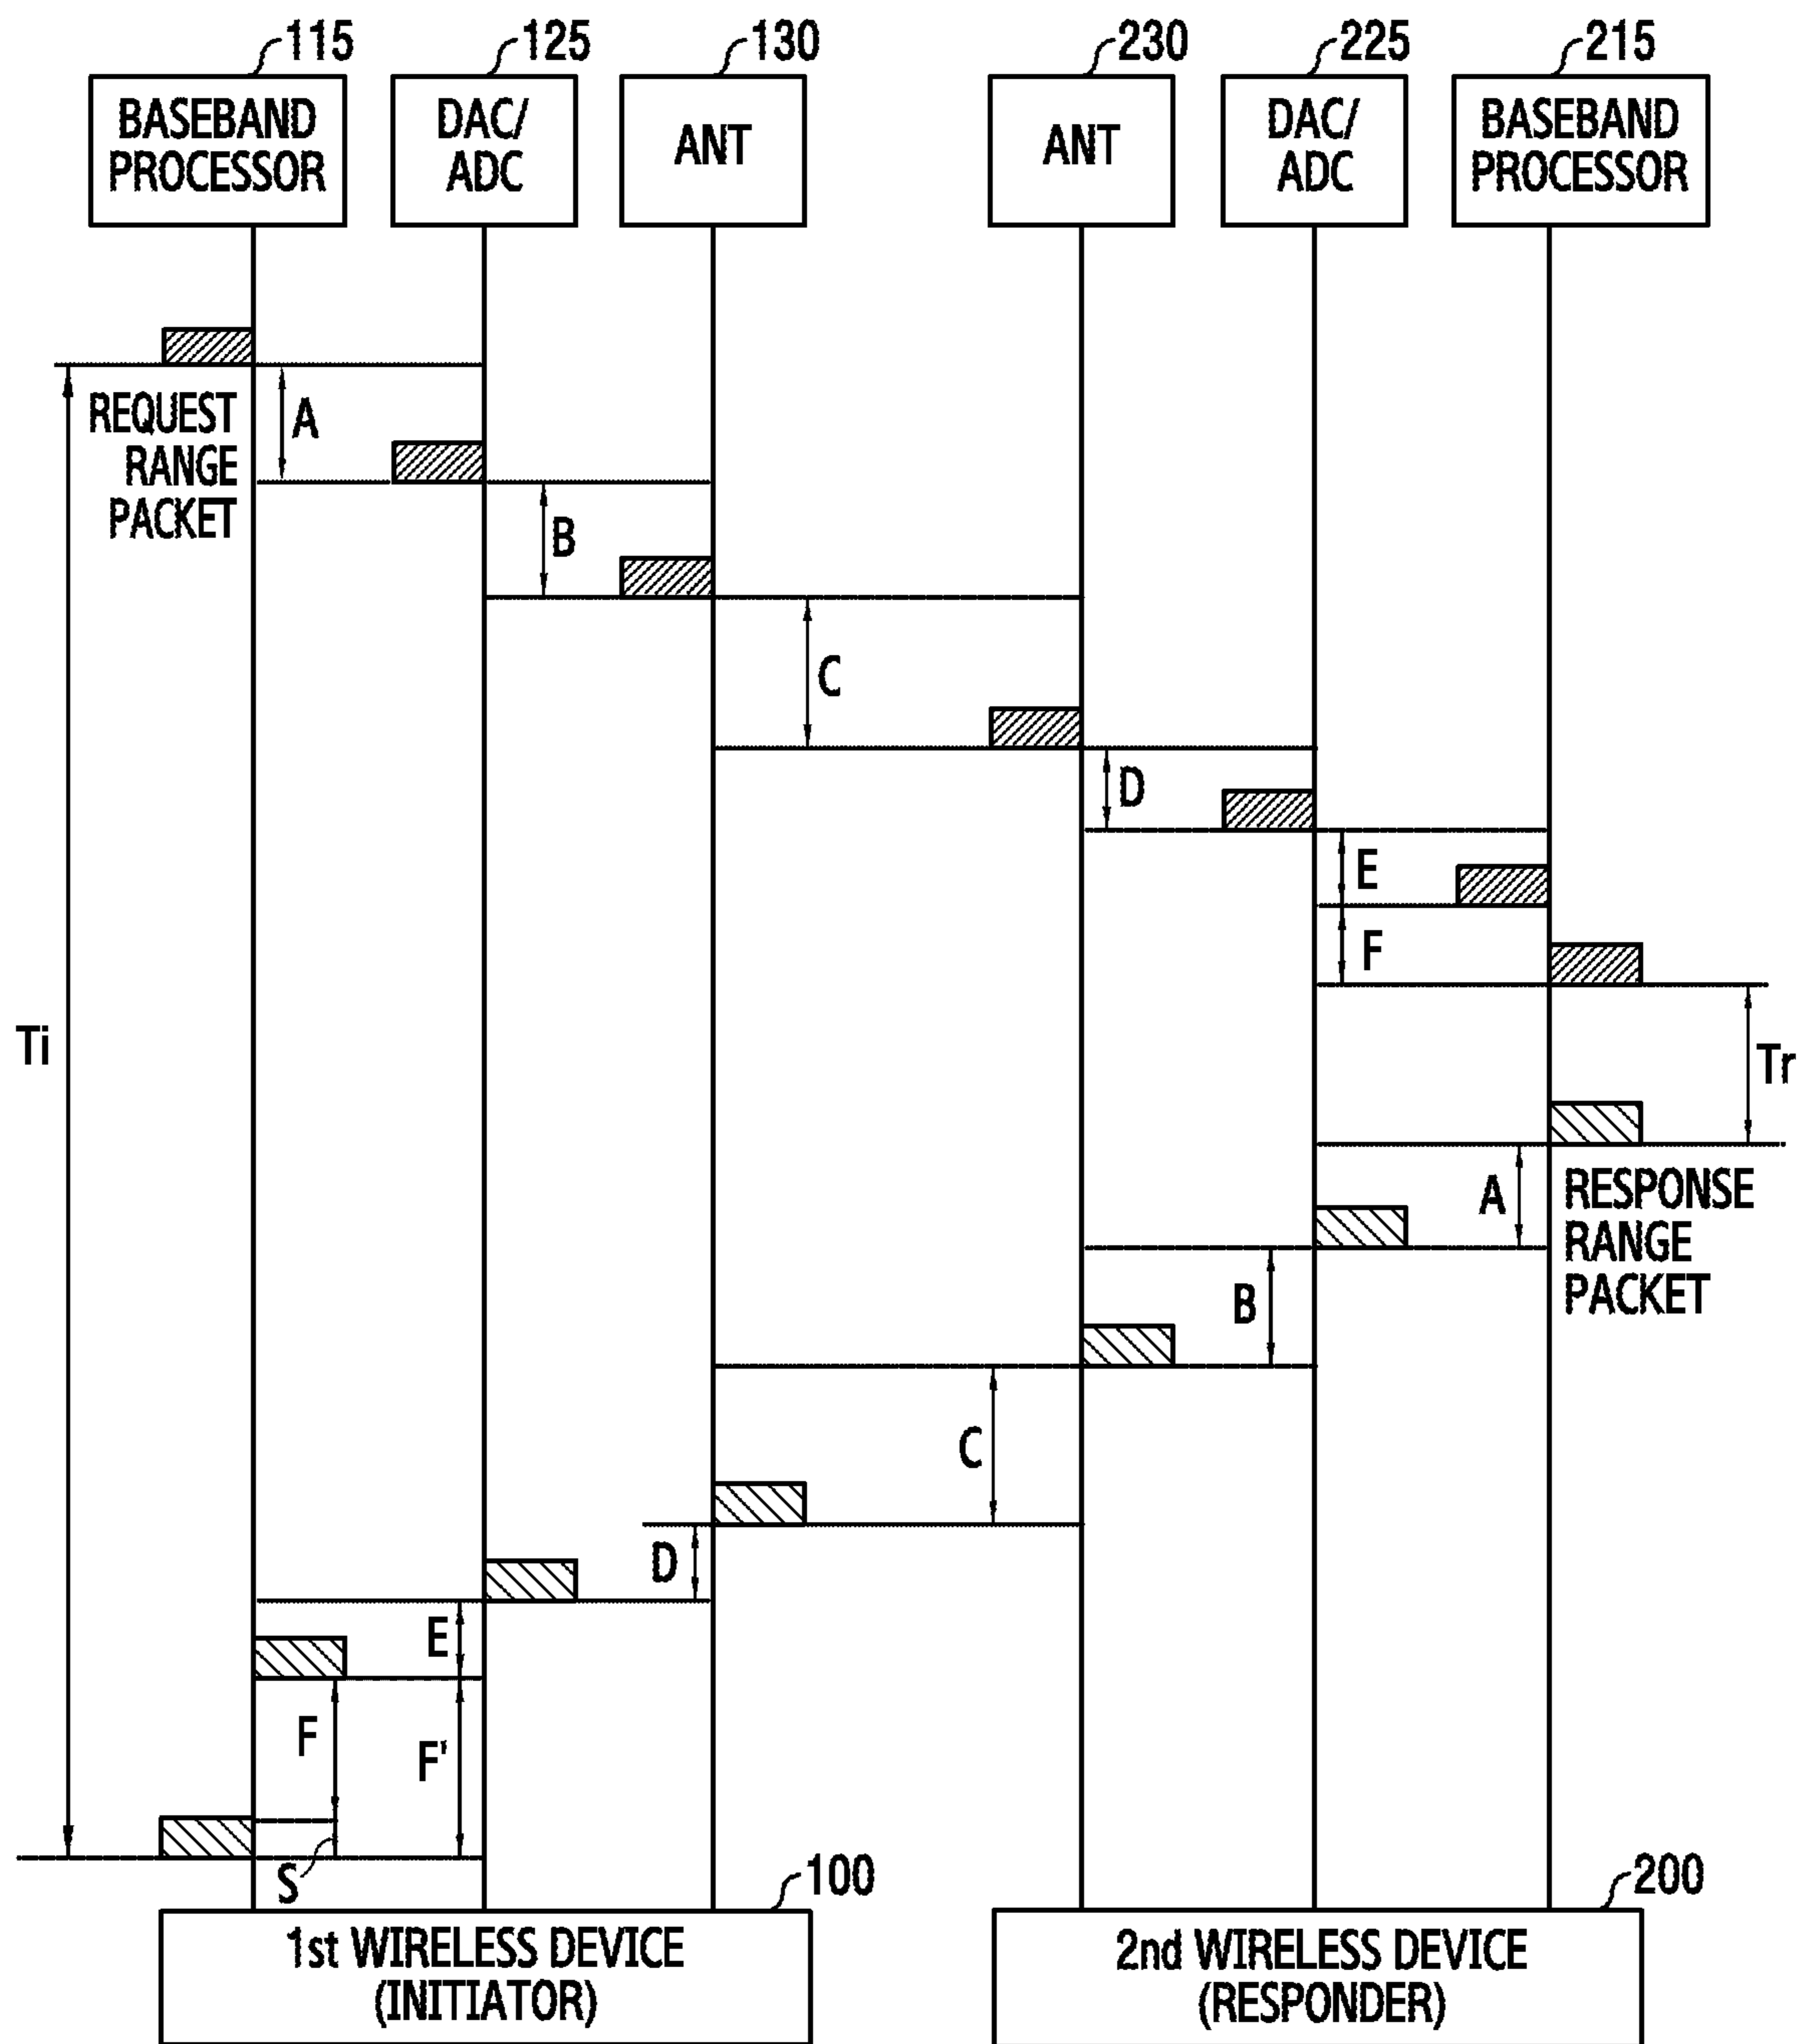 115
125
130
230
225
215
BASEBAND
PROCESSOR
DAC/
ADC
ANT
ANT
DAC/
ADC
BASEBAND
PROCESSOR
REQUEST
RANGE
PACKET
A
B
C
D
E
F
Ti
Tr
A
RESPONSE
RANGE
PACKET
B
C
D
E
F
F'
S
100
200
1st WIRELESS DEVICE
(INITIATOR)
2nd WIRELESS DEVICE
(RESPONDER)